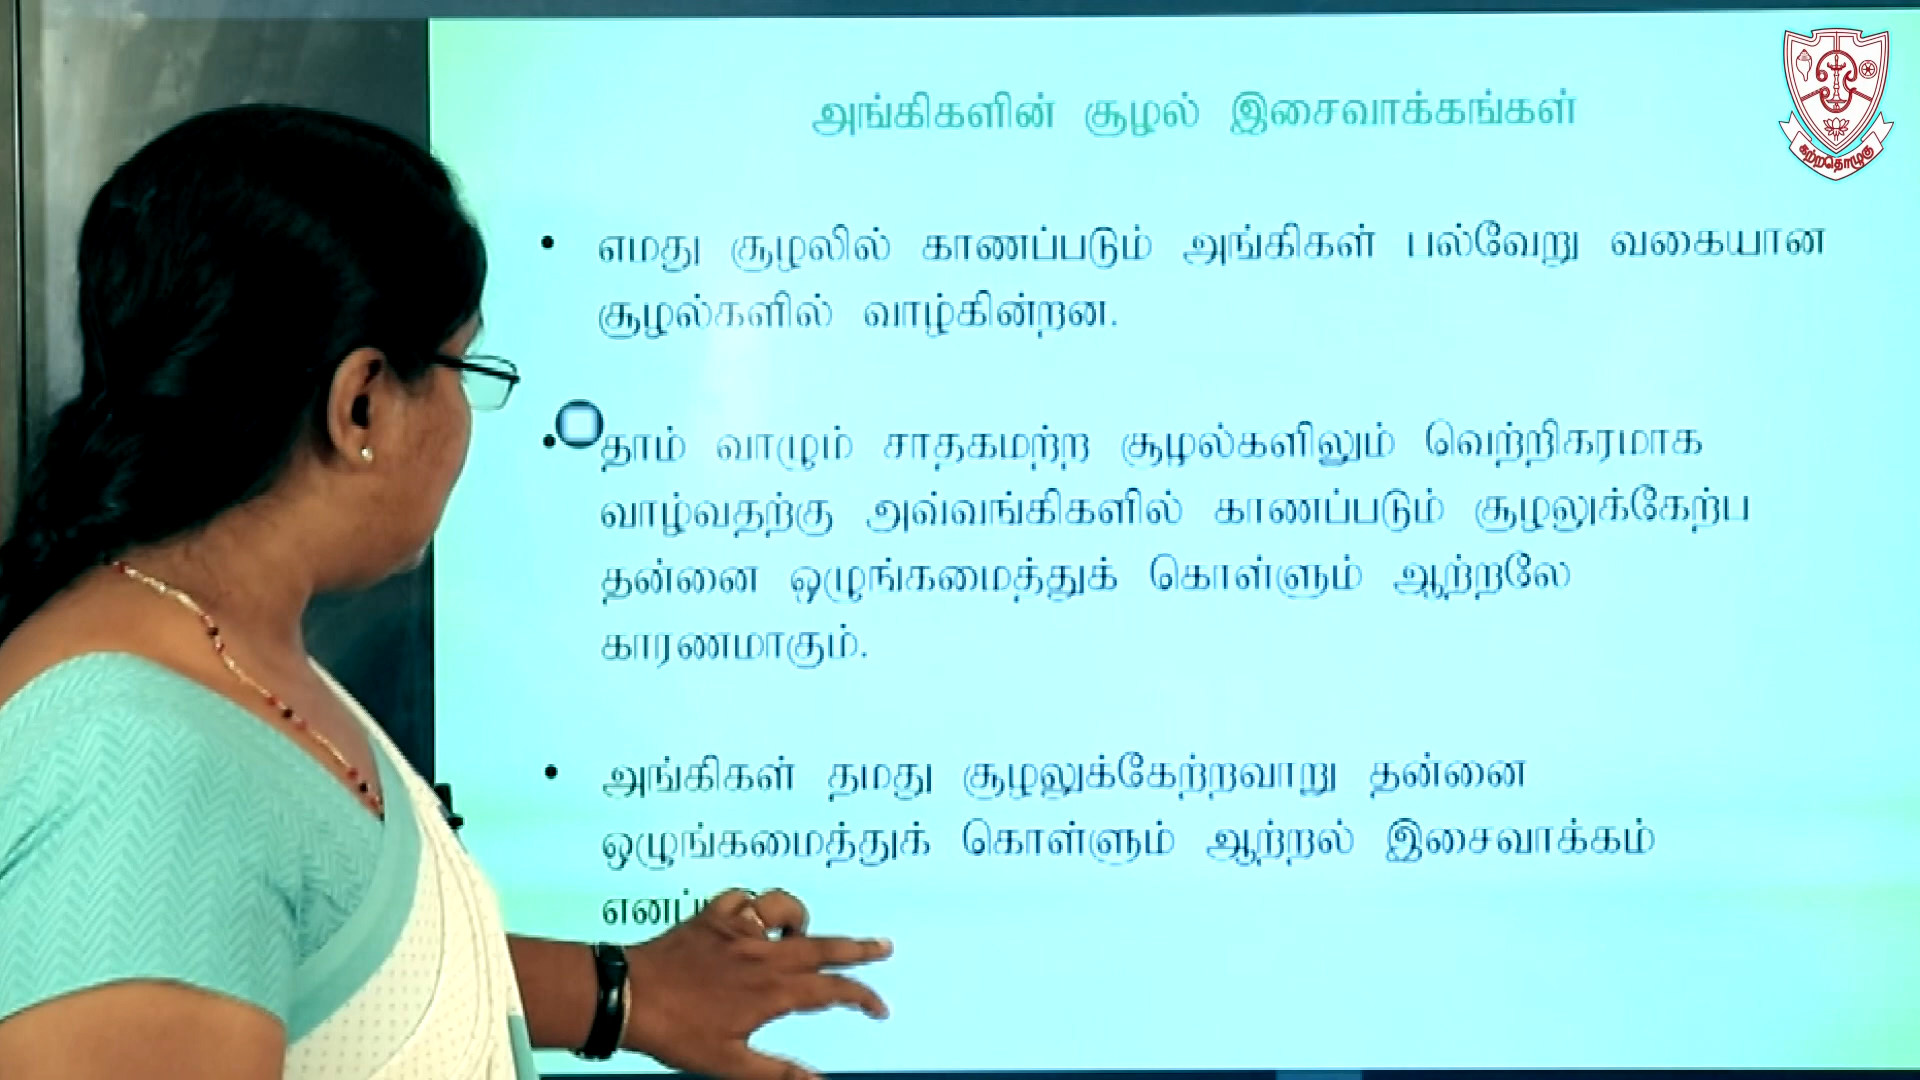 அங்கிகளின் சூழல் இசைவாக்கங்கள்
கற்றதொழுகு
• எமது சூழலில் காணப்படும் அங்கிகள் பல்வேறு வகையான
சூழல்களில் வாழ்கின்றன.
• தாம் வாழும் சாதகமற்ற சூழல்களிலும் வெற்றிகரமாக
வாழ்வதற்கு அவ்வங்கிகளில் காணப்படும் சூழலுக்கேற்ப
தன்னை ஒழுங்கமைத்துக் கொள்ளும் ஆற்றலே
காரணமாகும்.
• அங்கிகள் தமது சூழலுக்கேற்றவாறு தன்னை
ஒழுங்கமைத்துக் கொள்ளும் ஆற்றல் இசைவாக்கம்